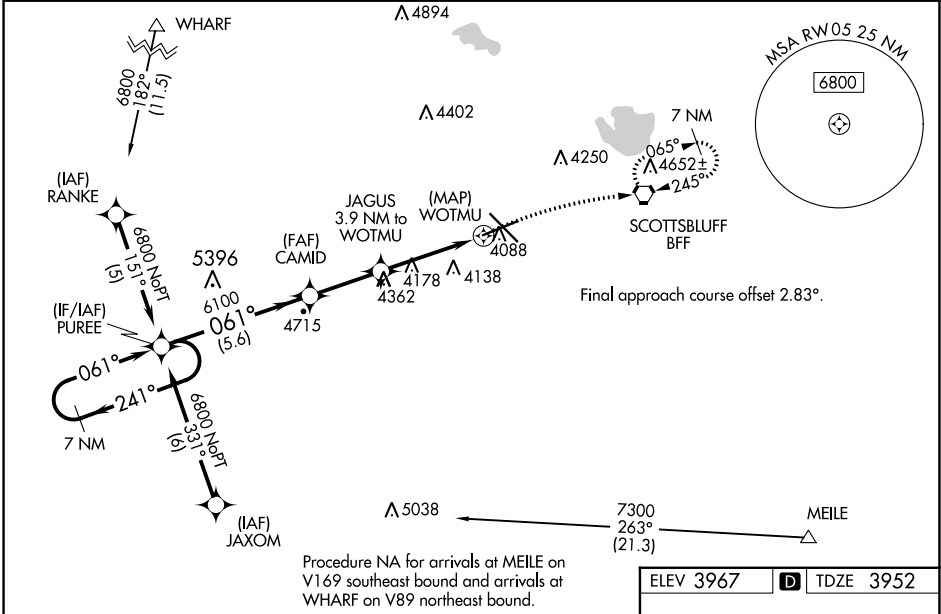 4894
WHARF
MSA RW05 25 NM
6800
6800
182°
(11.5)
4402
7 NM
4250
065°
4652±
245°
SCOTTSBLUFF
BFF
(IAF)
RANKE
JAGUS
3.9 NM to
WOTMU
(MAP)
WOTMU
4088
6800 NoPT
151°
(5)
5396
(FAF)
CAMID
4178
4138
4362
Final approach course offset 2.83°.
(IF/IAF)
PUREE
6100
061°
(5.6)
4715
061°
241°
7 NM
6800 NoPT
331°
(6)
(IAF)
JAXOM
5038
7300
263°
(21.3)
MEILE
Procedure NA for arrivals at MEILE on
V169 southeast bound and arrivals at
WHARF on V89 northeast bound.
ELEV 3967 D TDZE 3952